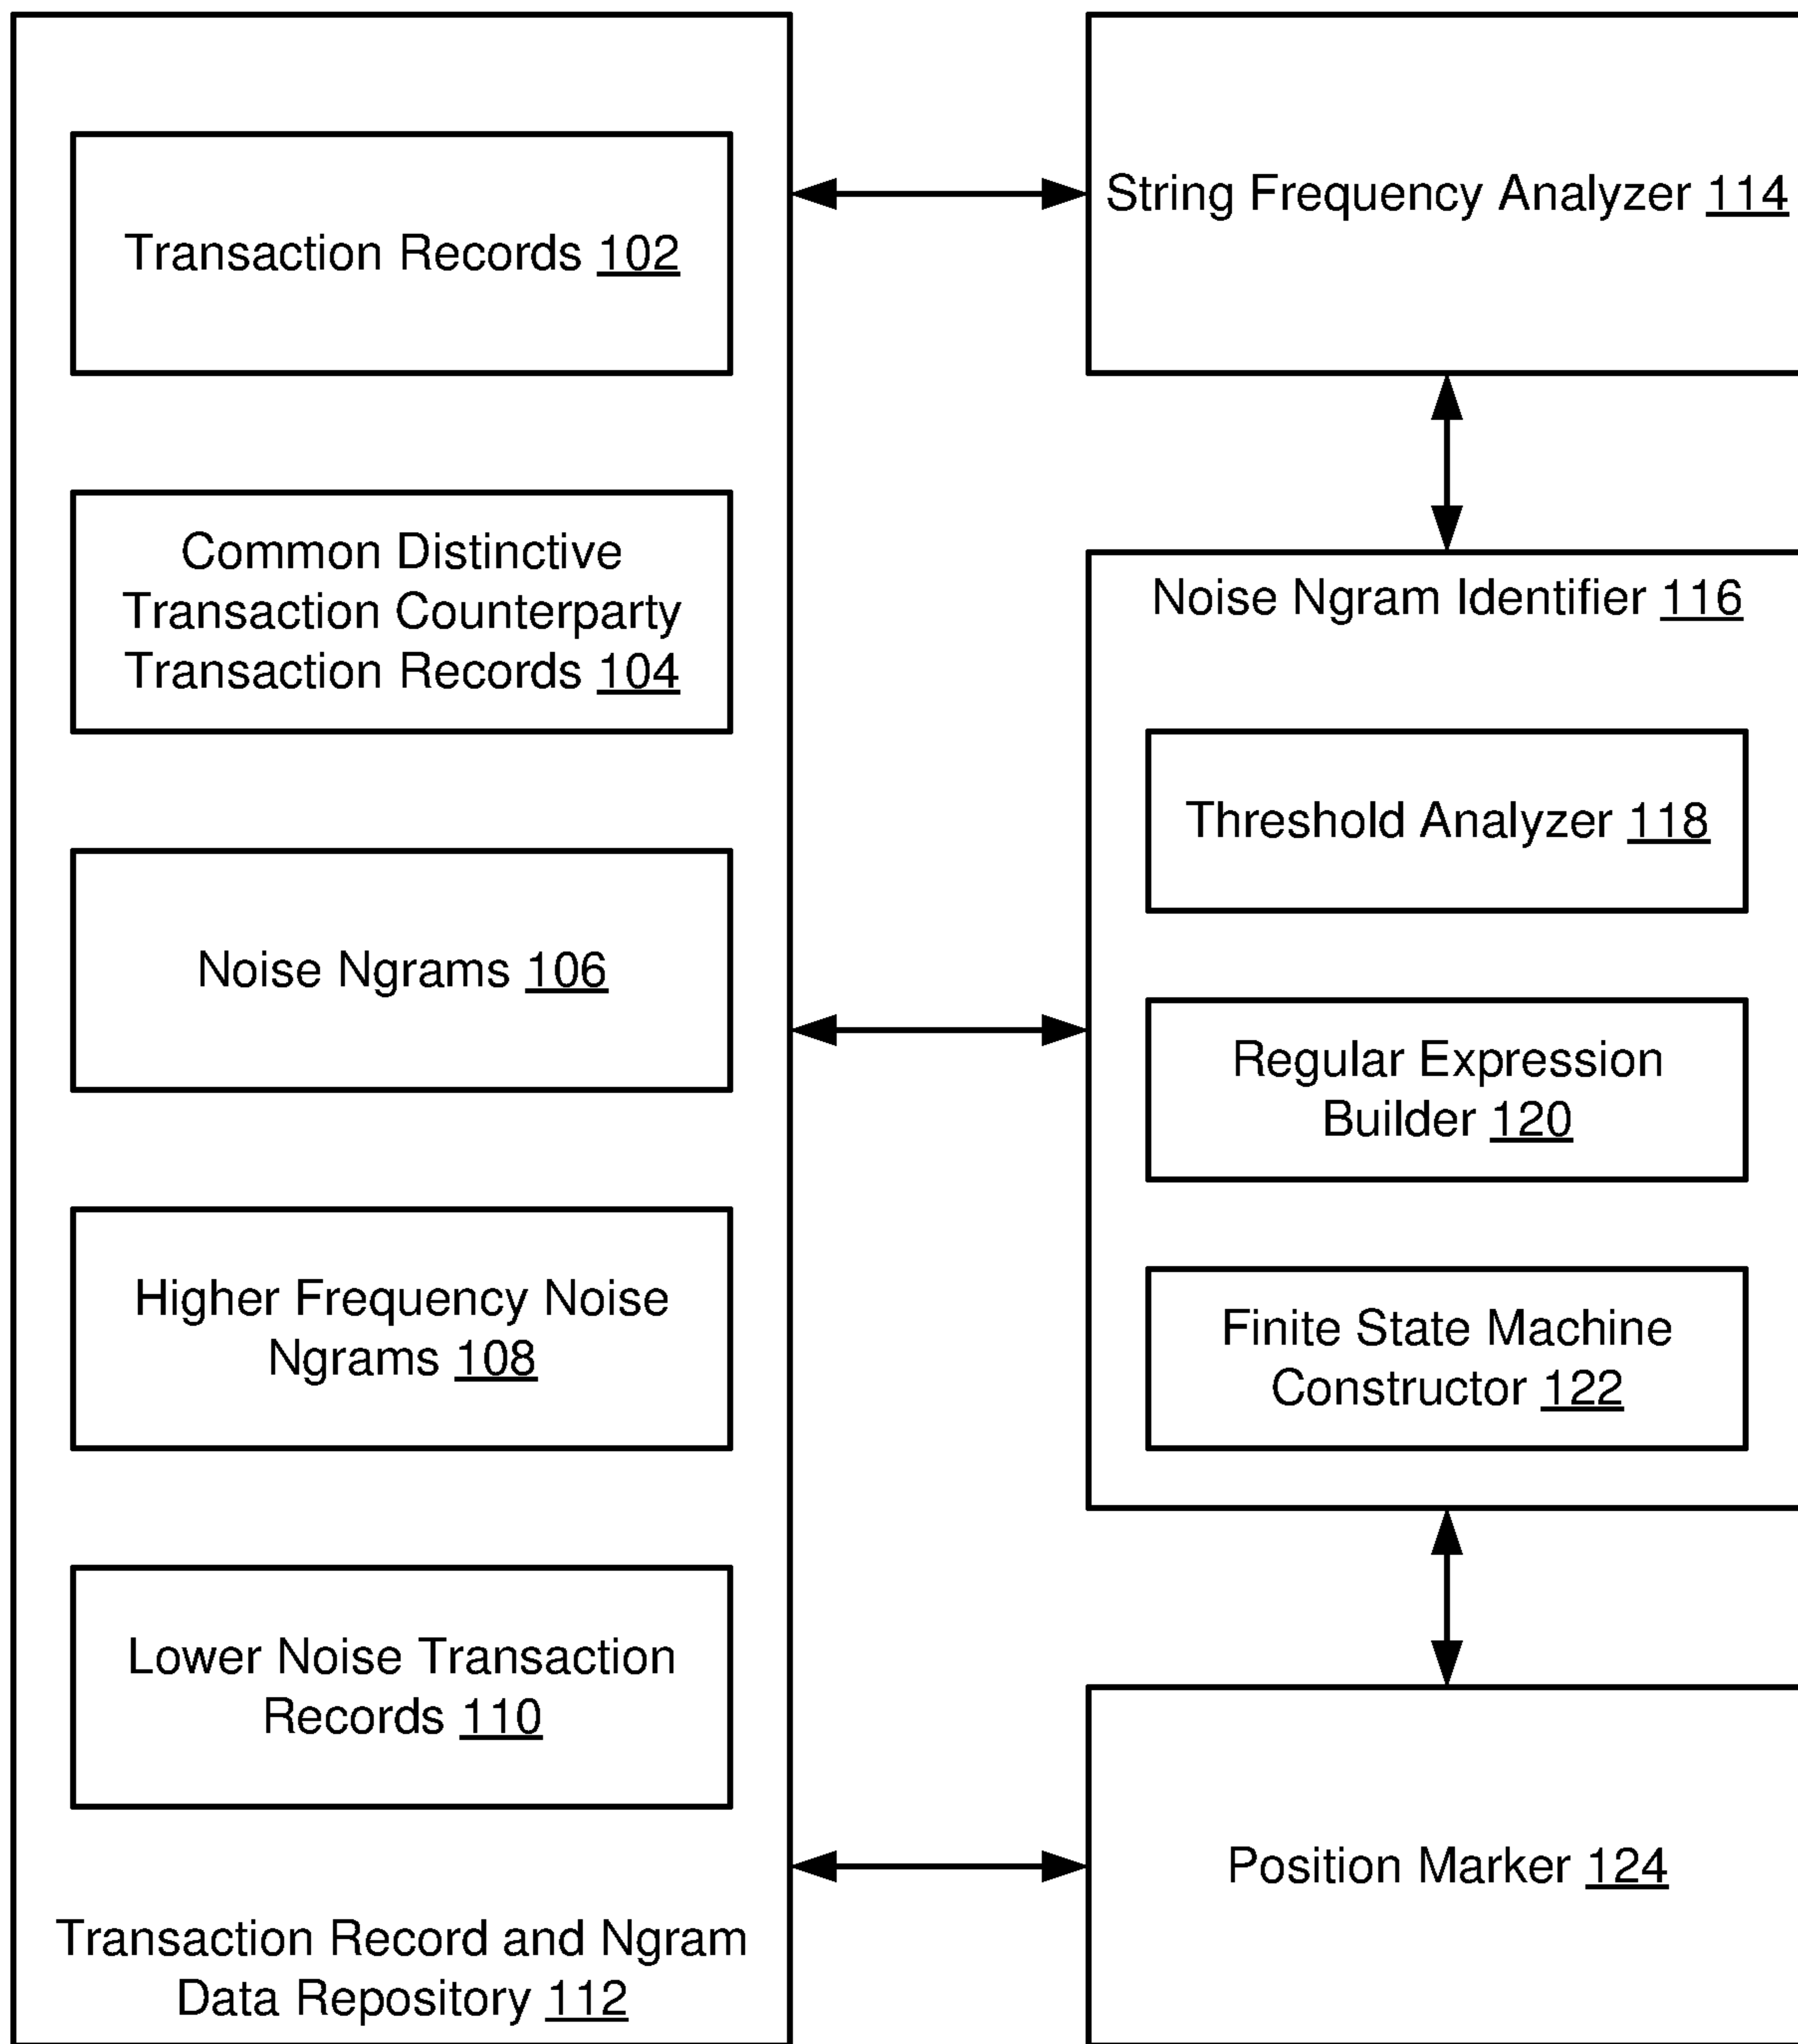 Transaction Records 102
Common Distinctive
Transaction Counterparty
Transaction Records 104
Noise Ngrams 106
Higher Frequency Noise
Ngrams 108
Lower Noise Transaction
Records 110
Transaction Record and Ngram
Data Repository 112
String Frequency Analyzer 114
Noise Ngram Identifier 116
Threshold Analyzer 118
Regular Expression
Builder 120
Finite State Machine
Constructor 122
Position Marker 124